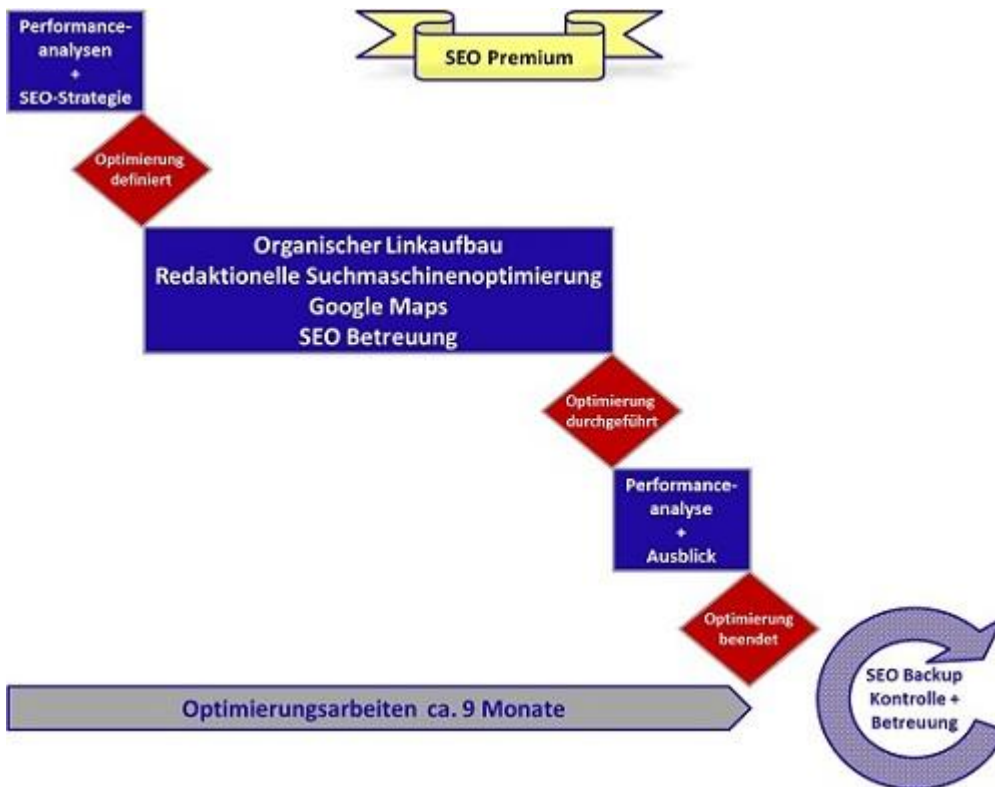 Performance-
analysen
+
SEO-Strategie
SEO Premium
Optimierung
definiert
Organischer Linkaufbau
Redaktionelle Suchmaschinenoptimierung
Google Maps
SEO Betreuung
Optimierung
durchgeführt
Performance-
analyse
+
Ausblick
Optimierung
beendet
SEO Backup
Kontrolle +
Betreuung
Optimierungsarbeiten ca. 9 Monate